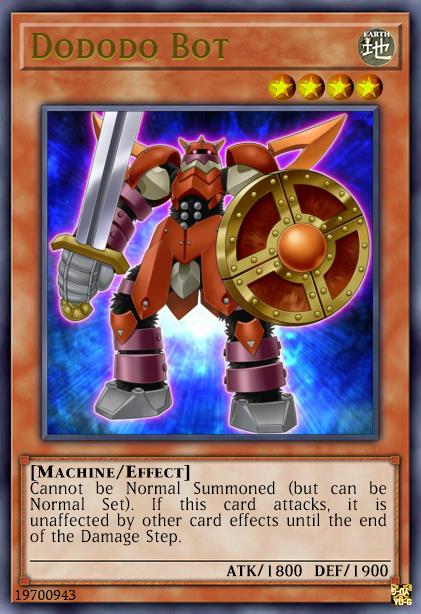 Dododo Bot
EARTH
地
[Machine/Effect]
Cannot be Normal Summoned (but can be
Normal Set). If this card attacks, it is
unaffected by other card effects until the end
of the Damage Step.
ATK/1800 DEF/1900
19700943